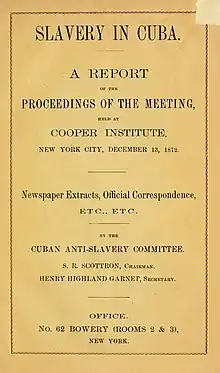 SLAVERY IN CUBA.
A REPORT
OF THE
PROCEEDINGS OF THE MEETING,
HELD AT
COOPER INSTITUTE,
NEW YORK CITY, DECEMBER 13, 1872.
Newspaper Extracts, Official Correspondence,
ETC., ETC.
BY THE
CUBAN ANTI-SLAVERY COMMITTEE.
S. R. SCOTTRON, CHAIRMAN.
HENRY HIGHLAND GARNET, SECRETARY.
OFFICE,
No. 62 BOWERY (ROOMS 2 & 3),
NEW YORK.